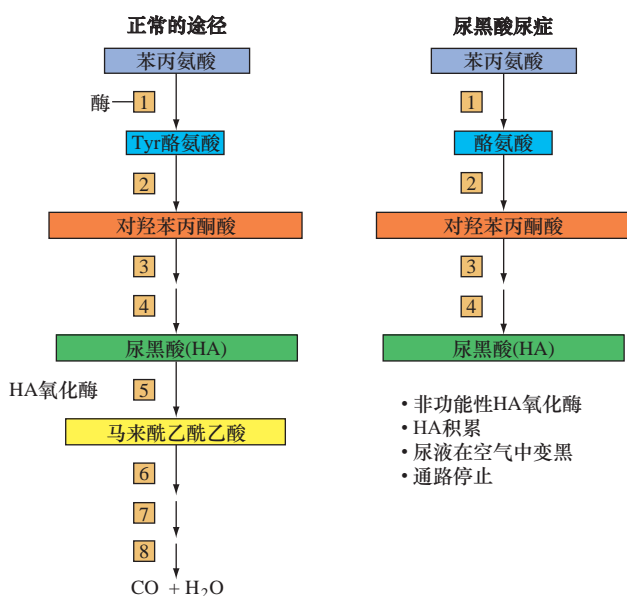 正常的途径
苯丙氨酸
酶
1
Tyr酪氨酸
2
对羟苯丙酮酸
3
4
尿黑酸(HA)
HA氧化酶
5
马来酰乙酰乙酸
6
7
8
CO + H₂O
尿黑酸尿症
苯丙氨酸
1
酪氨酸
2
对羟苯丙酮酸
3
4
尿黑酸(HA)
• 非功能性HA氧化酶
• HA积累
• 尿液在空气中变黑
• 通路停止